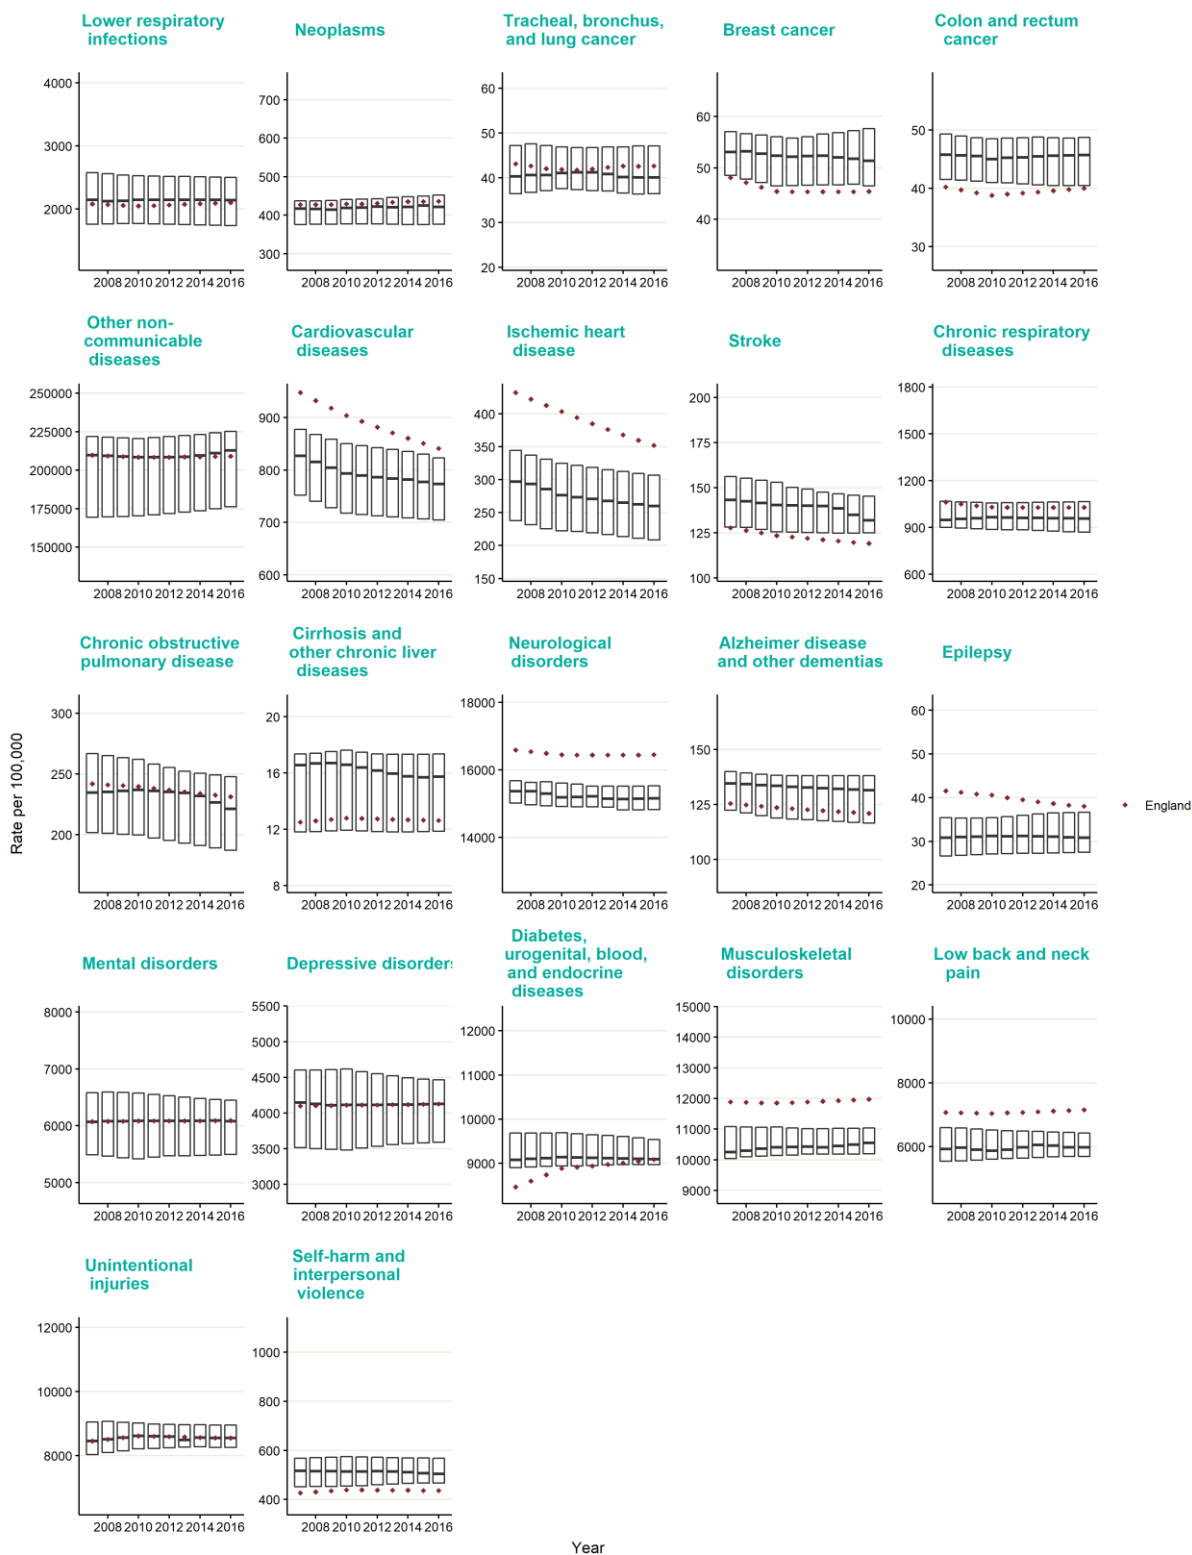 Lower respiratory
infections
Neoplasms
Tracheal, bronchus,
and lung cancer
Breast cancer
Colon and rectum
cancer
4000
3000
2000
2008 2010 2012 2014 2016
700
600
500
400
300
2008 2010 2012 2014 2016
60
50
40
30
20
2008 2010 2012 2014 2016
60
50
40
2008 2010 2012 2014 2016
50
40
30
2008 2010 2012 2014 2016
Other non-
communicable
diseases
Cardiovascular
diseases
Ischemic heart
disease
Stroke
Chronic respiratory
diseases
250000
225000
200000
175000
150000
2008 2010 2012 2014 2016
900
800
700
600
2008 2010 2012 2014 2016
400
350
300
250
200
150
2008 2010 2012 2014 2016
200
175
150
125
100
2008 2010 2012 2014 2016
1800
1500
1200
900
600
2008 2010 2012 2014 2016
Chronic obstructive
pulmonary disease
Cirrhosis and
other chronic liver
diseases
Neurological
disorders
Alzheimer disease
and other dementias
Epilepsy
300
250
200
2008 2010 2012 2014 2016
20
16
12
8
2008 2010 2012 2014 2016
18000
16000
14000
2008 2010 2012 2014 2016
150
125
100
2008 2010 2012 2014 2016
60
50
40
30
20
2008 2010 2012 2014 2016
Rate per 100,000
England
Mental disorders
Depressive disorders
Diabetes,
urogenital, blood,
and endocrine
diseases
Musculoskeletal
disorders
Low back and neck
pain
8000
7000
6000
5000
2008 2010 2012 2014 2016
5500
5000
4500
4000
3500
3000
2008 2010 2012 2014 2016
12000
11000
10000
9000
2008 2010 2012 2014 2016
15000
14000
13000
12000
11000
10000
9000
2008 2010 2012 2014 2016
10000
8000
6000
2008 2010 2012 2014 2016
Unintentional
injuries
Self-harm and
interpersonal
violence
12000
10000
8000
2008 2010 2012 2014 2016
1000
800
600
400
2008 2010 2012 2014 2016
Year